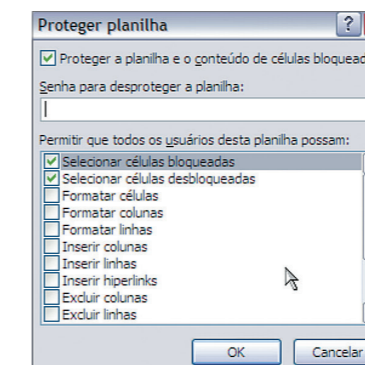 Proteger planilha ?
Proteger a planilha e o conteúdo de células bloquead
Senha para desproteger a planilha:
Permitir que todos os usuários desta planilha possam:
Selecionar células bloqueadas
Selecionar células desbloqueadas
Formatar células
Formatar colunas
Formatar linhas
Inserir colunas
Inserir linhas
Inserir hiperlinks
Excluir colunas
Excluir linhas
OK Cancelar